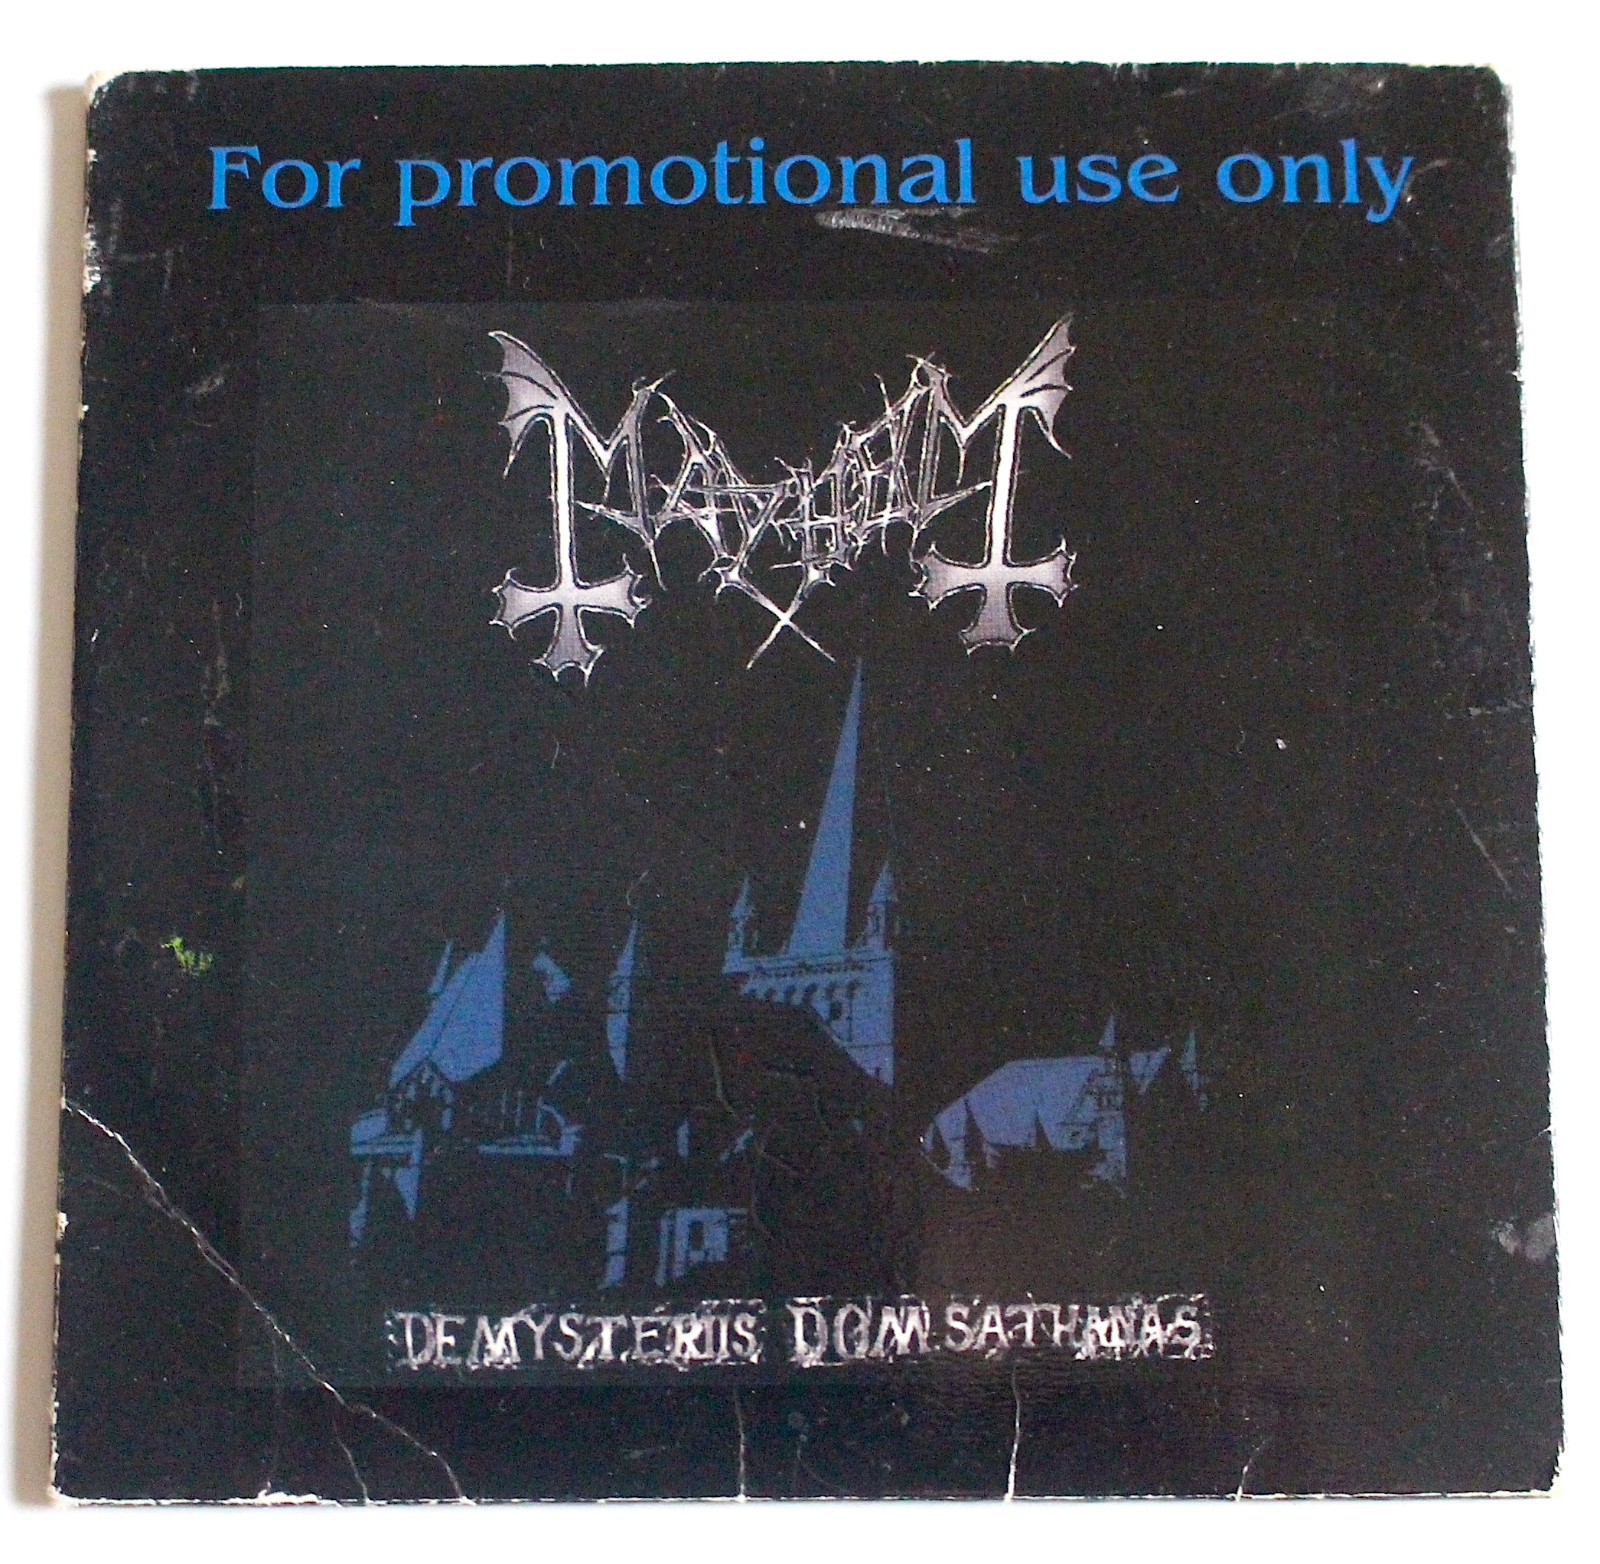 For promotional use only
MAYHEM
DE MYSTERIIS DOM SATHANAS